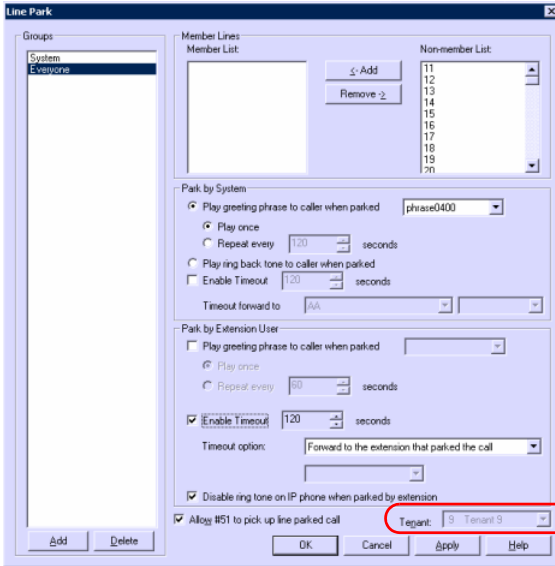 Line Park
Groups
System
Everyone
Add
Delete
Member Lines
Member List:
<- Add
Remove ->
Non-member List:
11
12
13
14
15
16
17
18
19
20
Park by System
Play greeting phrase to caller when parked phrase0400
Play once
Repeat every 120 seconds
Play ring back tone to caller when parked
Enable Timeout 120 seconds
Timeout forward to AA
Park by Extension User
Play greeting phrase to caller when parked
Play once
Repeat every 60 seconds
Enable Timeout 120 seconds
Timeout option: Forward to the extension that parked the call
Disable ring tone on IP phone when parked by extension
Allow #51 to pick up line parked call
Tenant: 9 Tenant 9
OK Cancel Apply Help